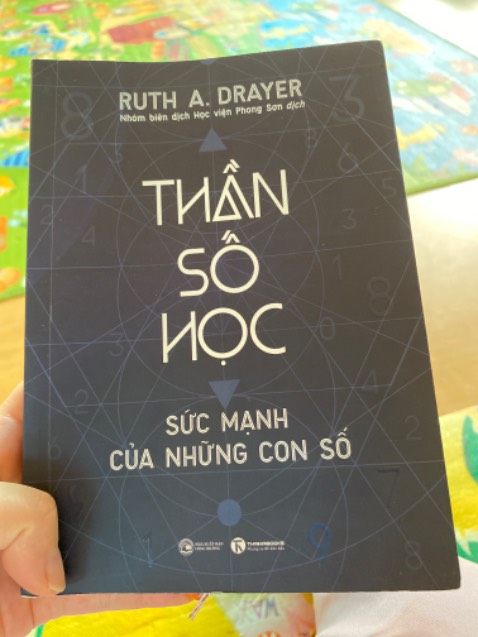 RUTH A. DRAYER
Nhóm biên dịch Học viện Phong Sơn dịch
THẦN
SỐ
HỌC
SỨC MẠNH
CỦA NHỮNG CON SỐ